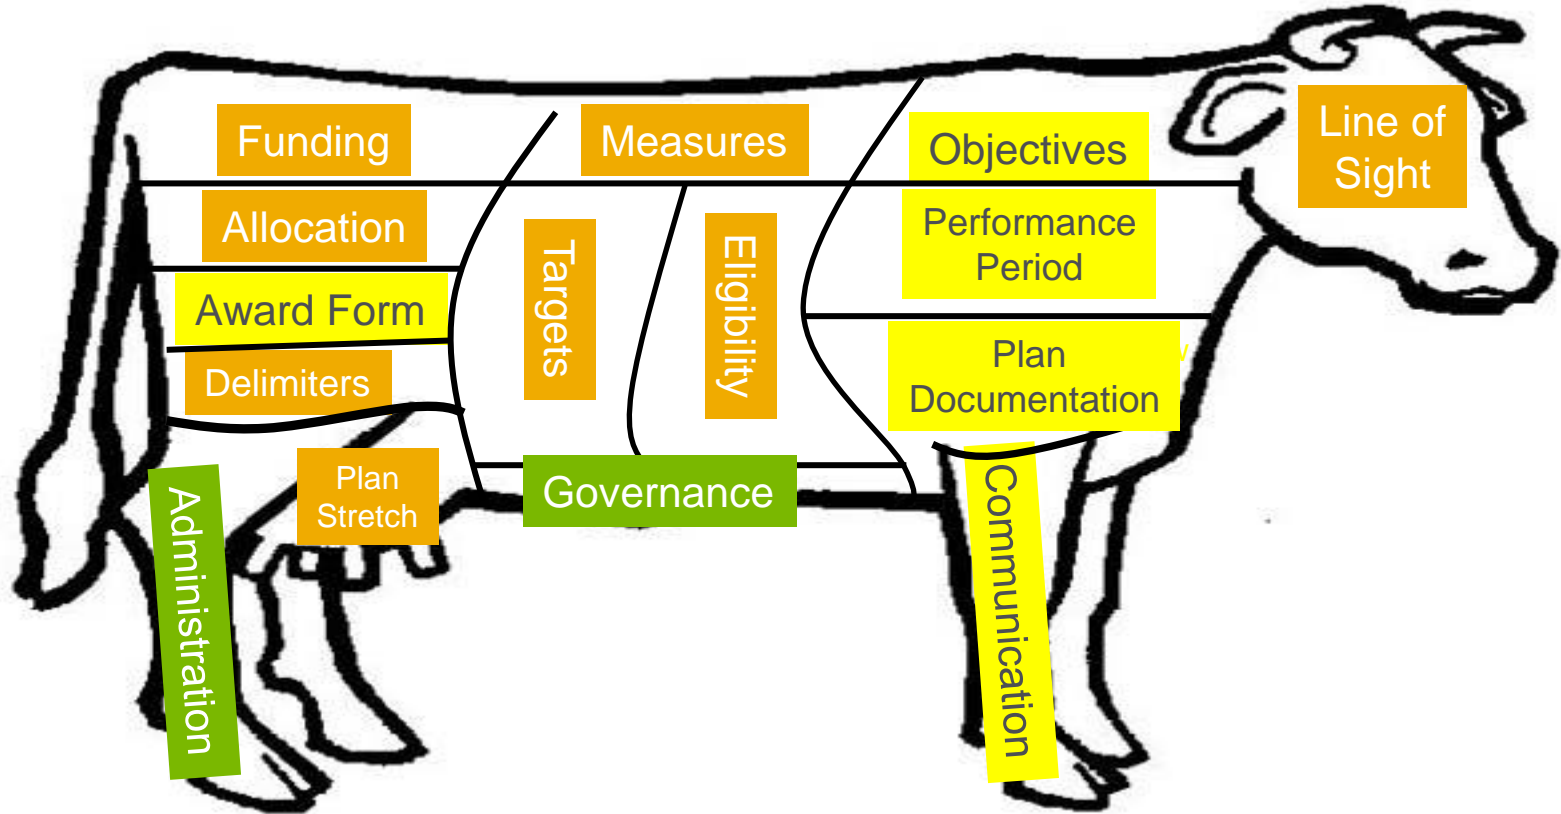 Funding
Measures
Objectives
Line of
Sight
Allocation
Performance
Period
Targets
Eligibility
Award Form
Plan
Documentation
Delimiters
Plan
Stretch
Governance
Administration
Communication